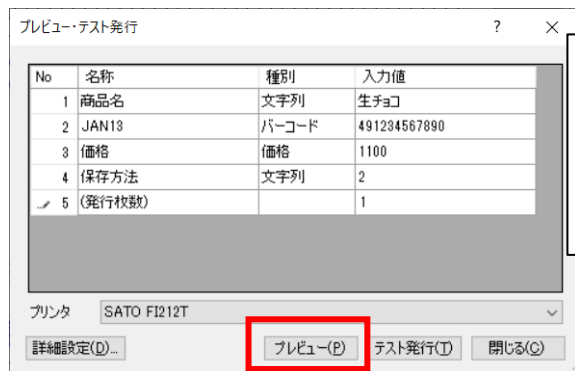 プレビュー・テスト発行 ? ×
No 名称 種別 入力値
1 商品名 文字列 生チョコ
2 JAN13 バーコード 491234567890
3 価格 価格 1100
4 保存方法 文字列 2
5 (発行枚数) 1
プリンタ SATO FI212T
詳細設定(D)... プレビュー(P) テスト発行(T) 閉じる(C)